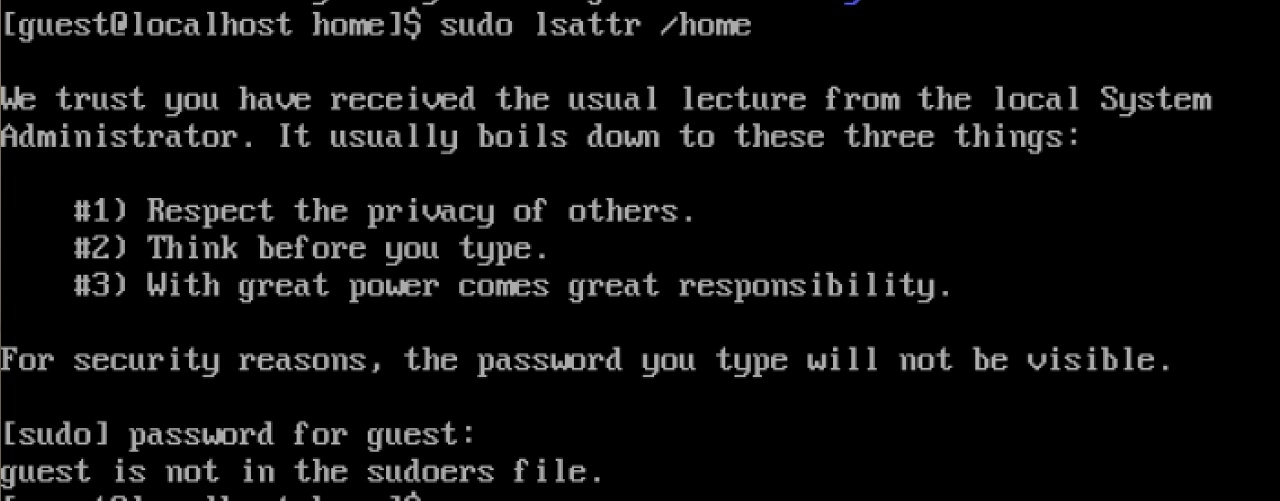 [guest@localhost home]$ sudo lsattr /home
We trust you have received the usual lecture from the local System
Administrator. It usually boils down to these three things:
#1) Respect the privacy of others.
#2) Think before you type.
#3) With great power comes great responsibility.
For security reasons, the password you type will not be visible.
[sudo] password for guest:
guest is not in the sudoers file.
[guest@localhost home]$